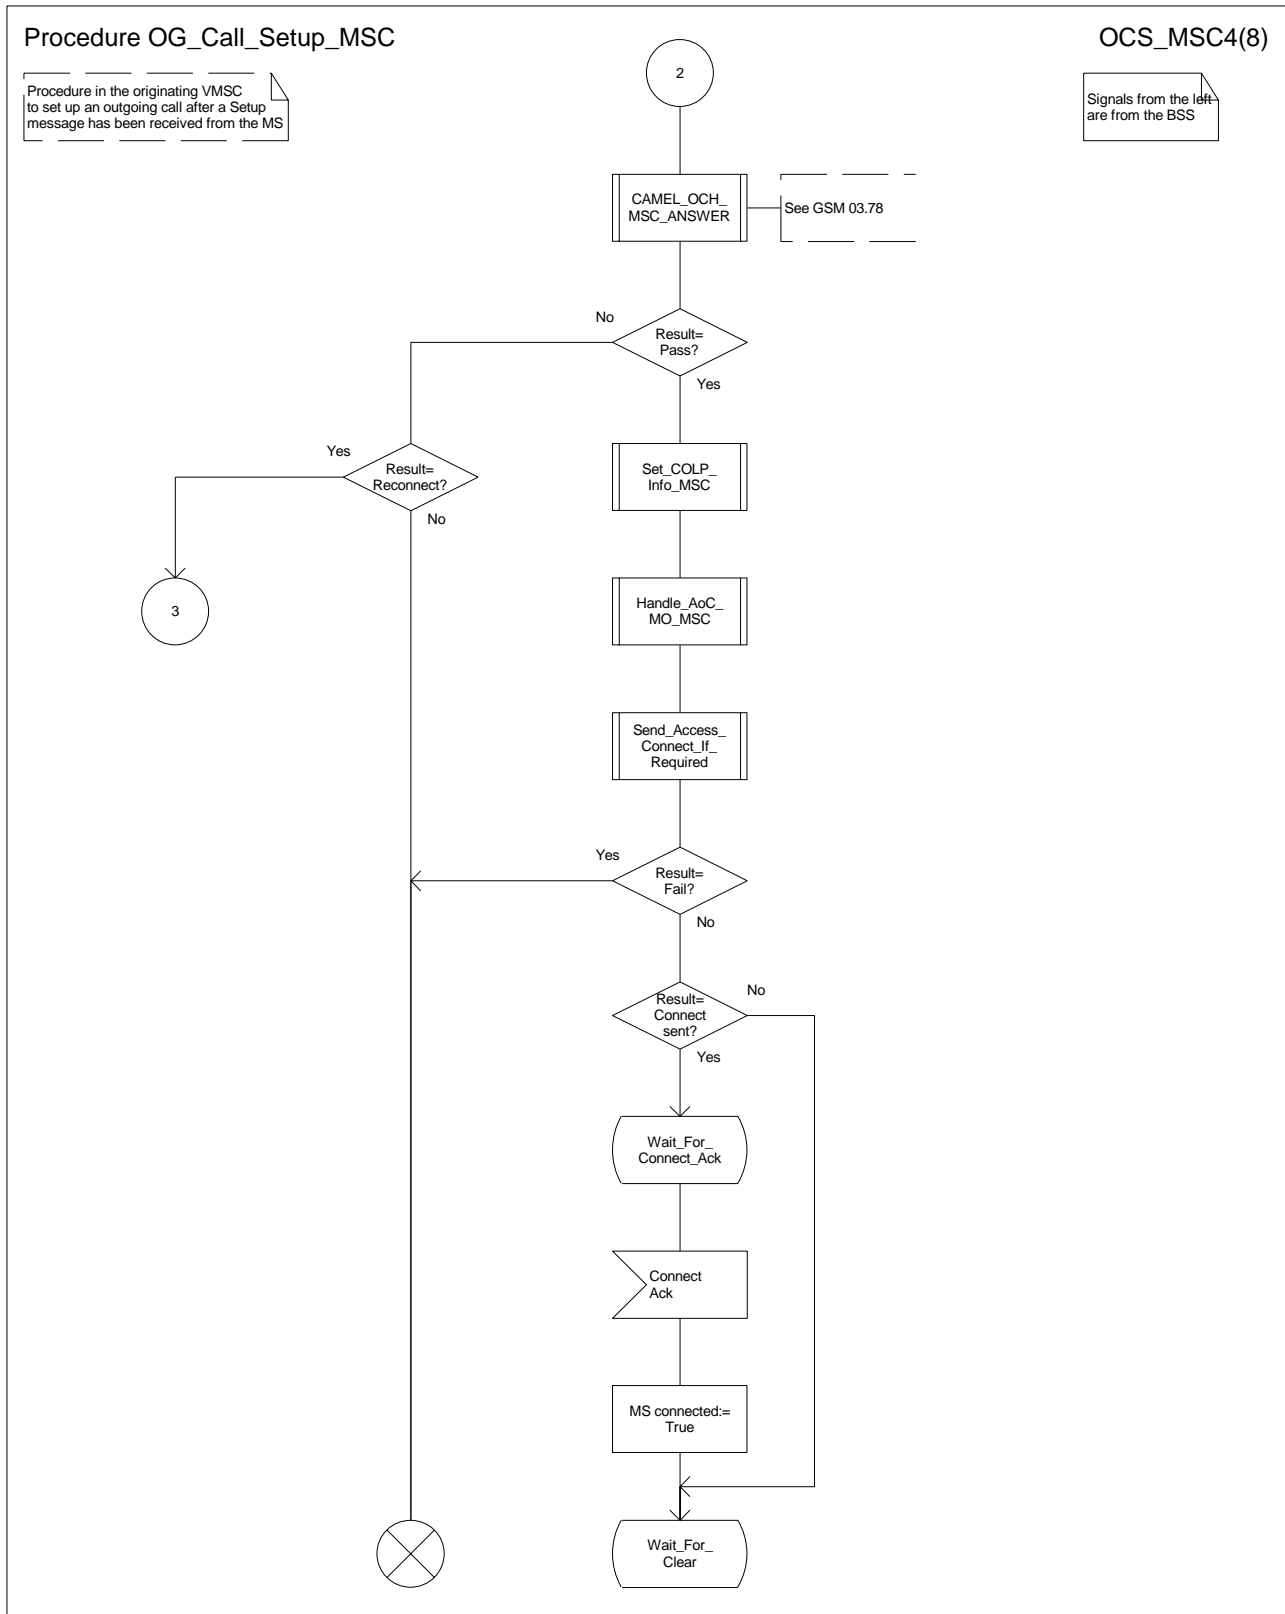 Procedure OG_Call_Setup_MSC
OCS_MSC4(8)
Procedure in the originating VMSC
to set up an outgoing call after a Setup
message has been received from the MS
2
Signals from the left
are from the BSS
CAMEL_OCH_
MSC_ANSWER
See GSM 03.78
No
Result=
Pass?
Yes
Yes
Result=
Reconnect?
No
Set_COLP_
Info_MSC
3
Handle_AoC_
MO_MSC
Send_Access_
Connect_If_
Required
Yes
Result=
Fail?
No
Result=
Connect
sent?
No
Yes
Wait_For_
Connect_Ack
Connect
Ack
MS connected:=
True
Wait_For_
Clear